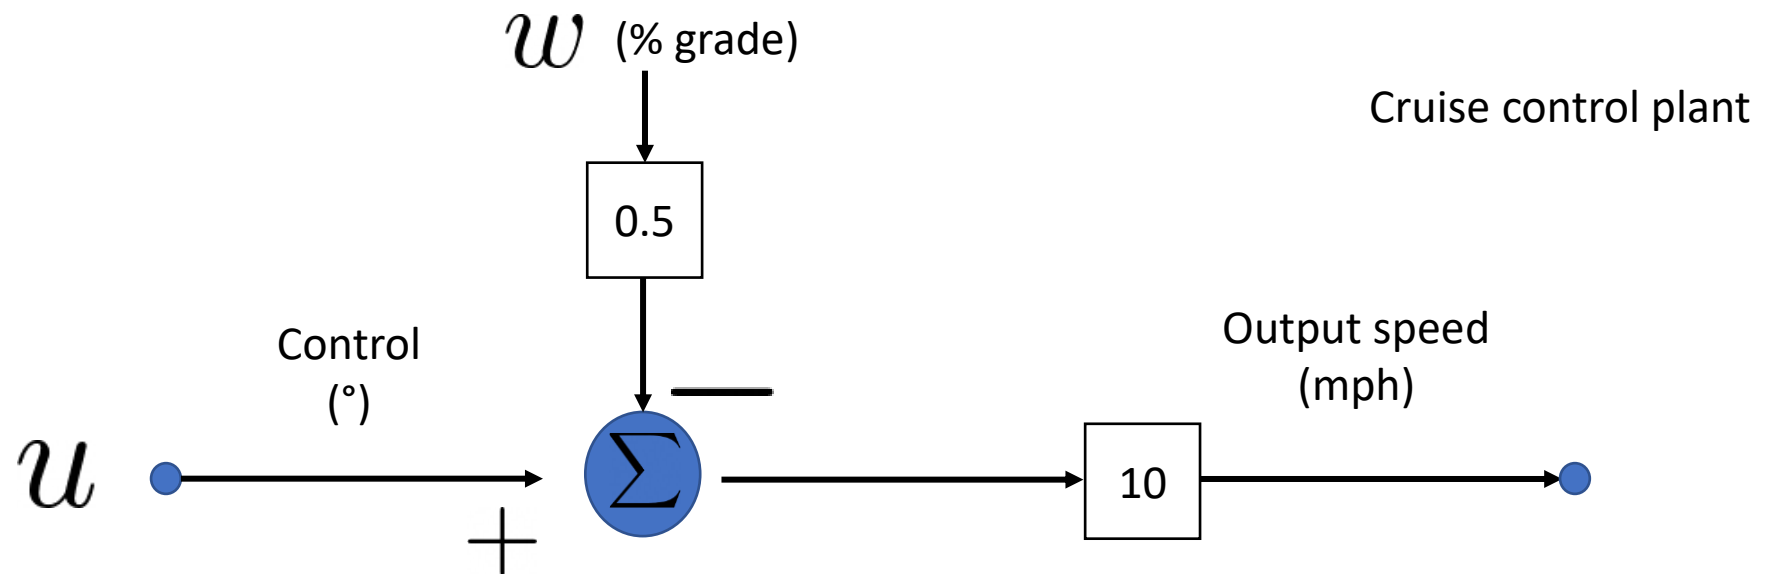 w (% grade)
Cruise control plant
0.5
Control
(°)
Output speed
(mph)
—
u
Σ
10
+